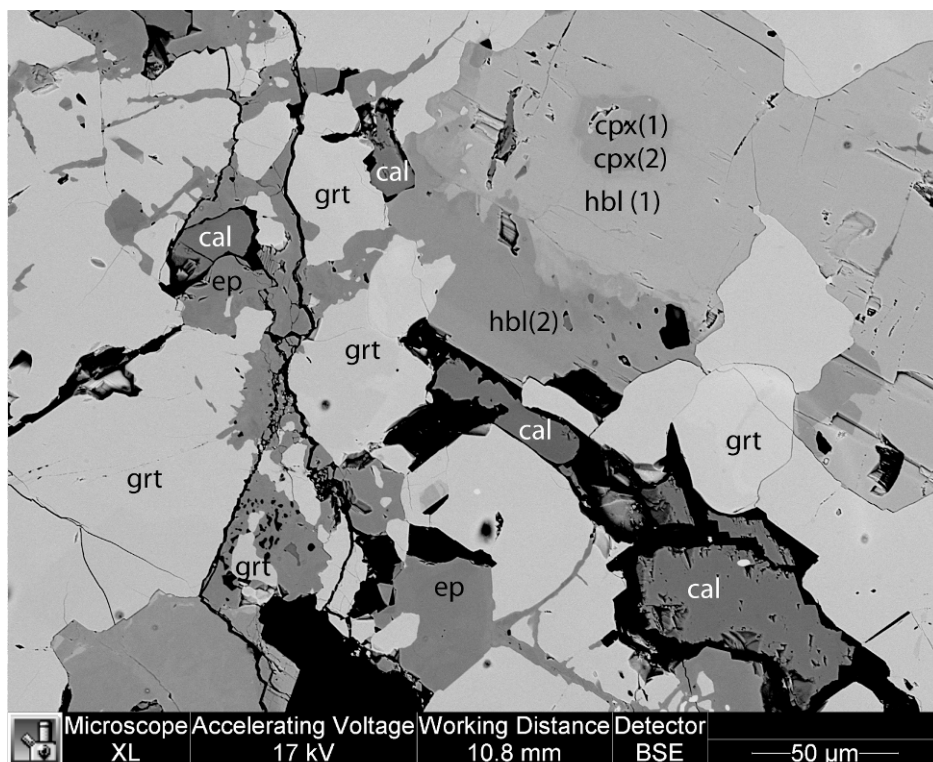 cpx(1)
cpx(2)
cal
grt
hbl (1)
cal
ep
hbl(2)
grt
cal
grt
grt
grt
ep
cal
Microscope
XL
Accelerating Voltage
17 kV
Working Distance
10.8 mm
Detector
BSE
50 µm